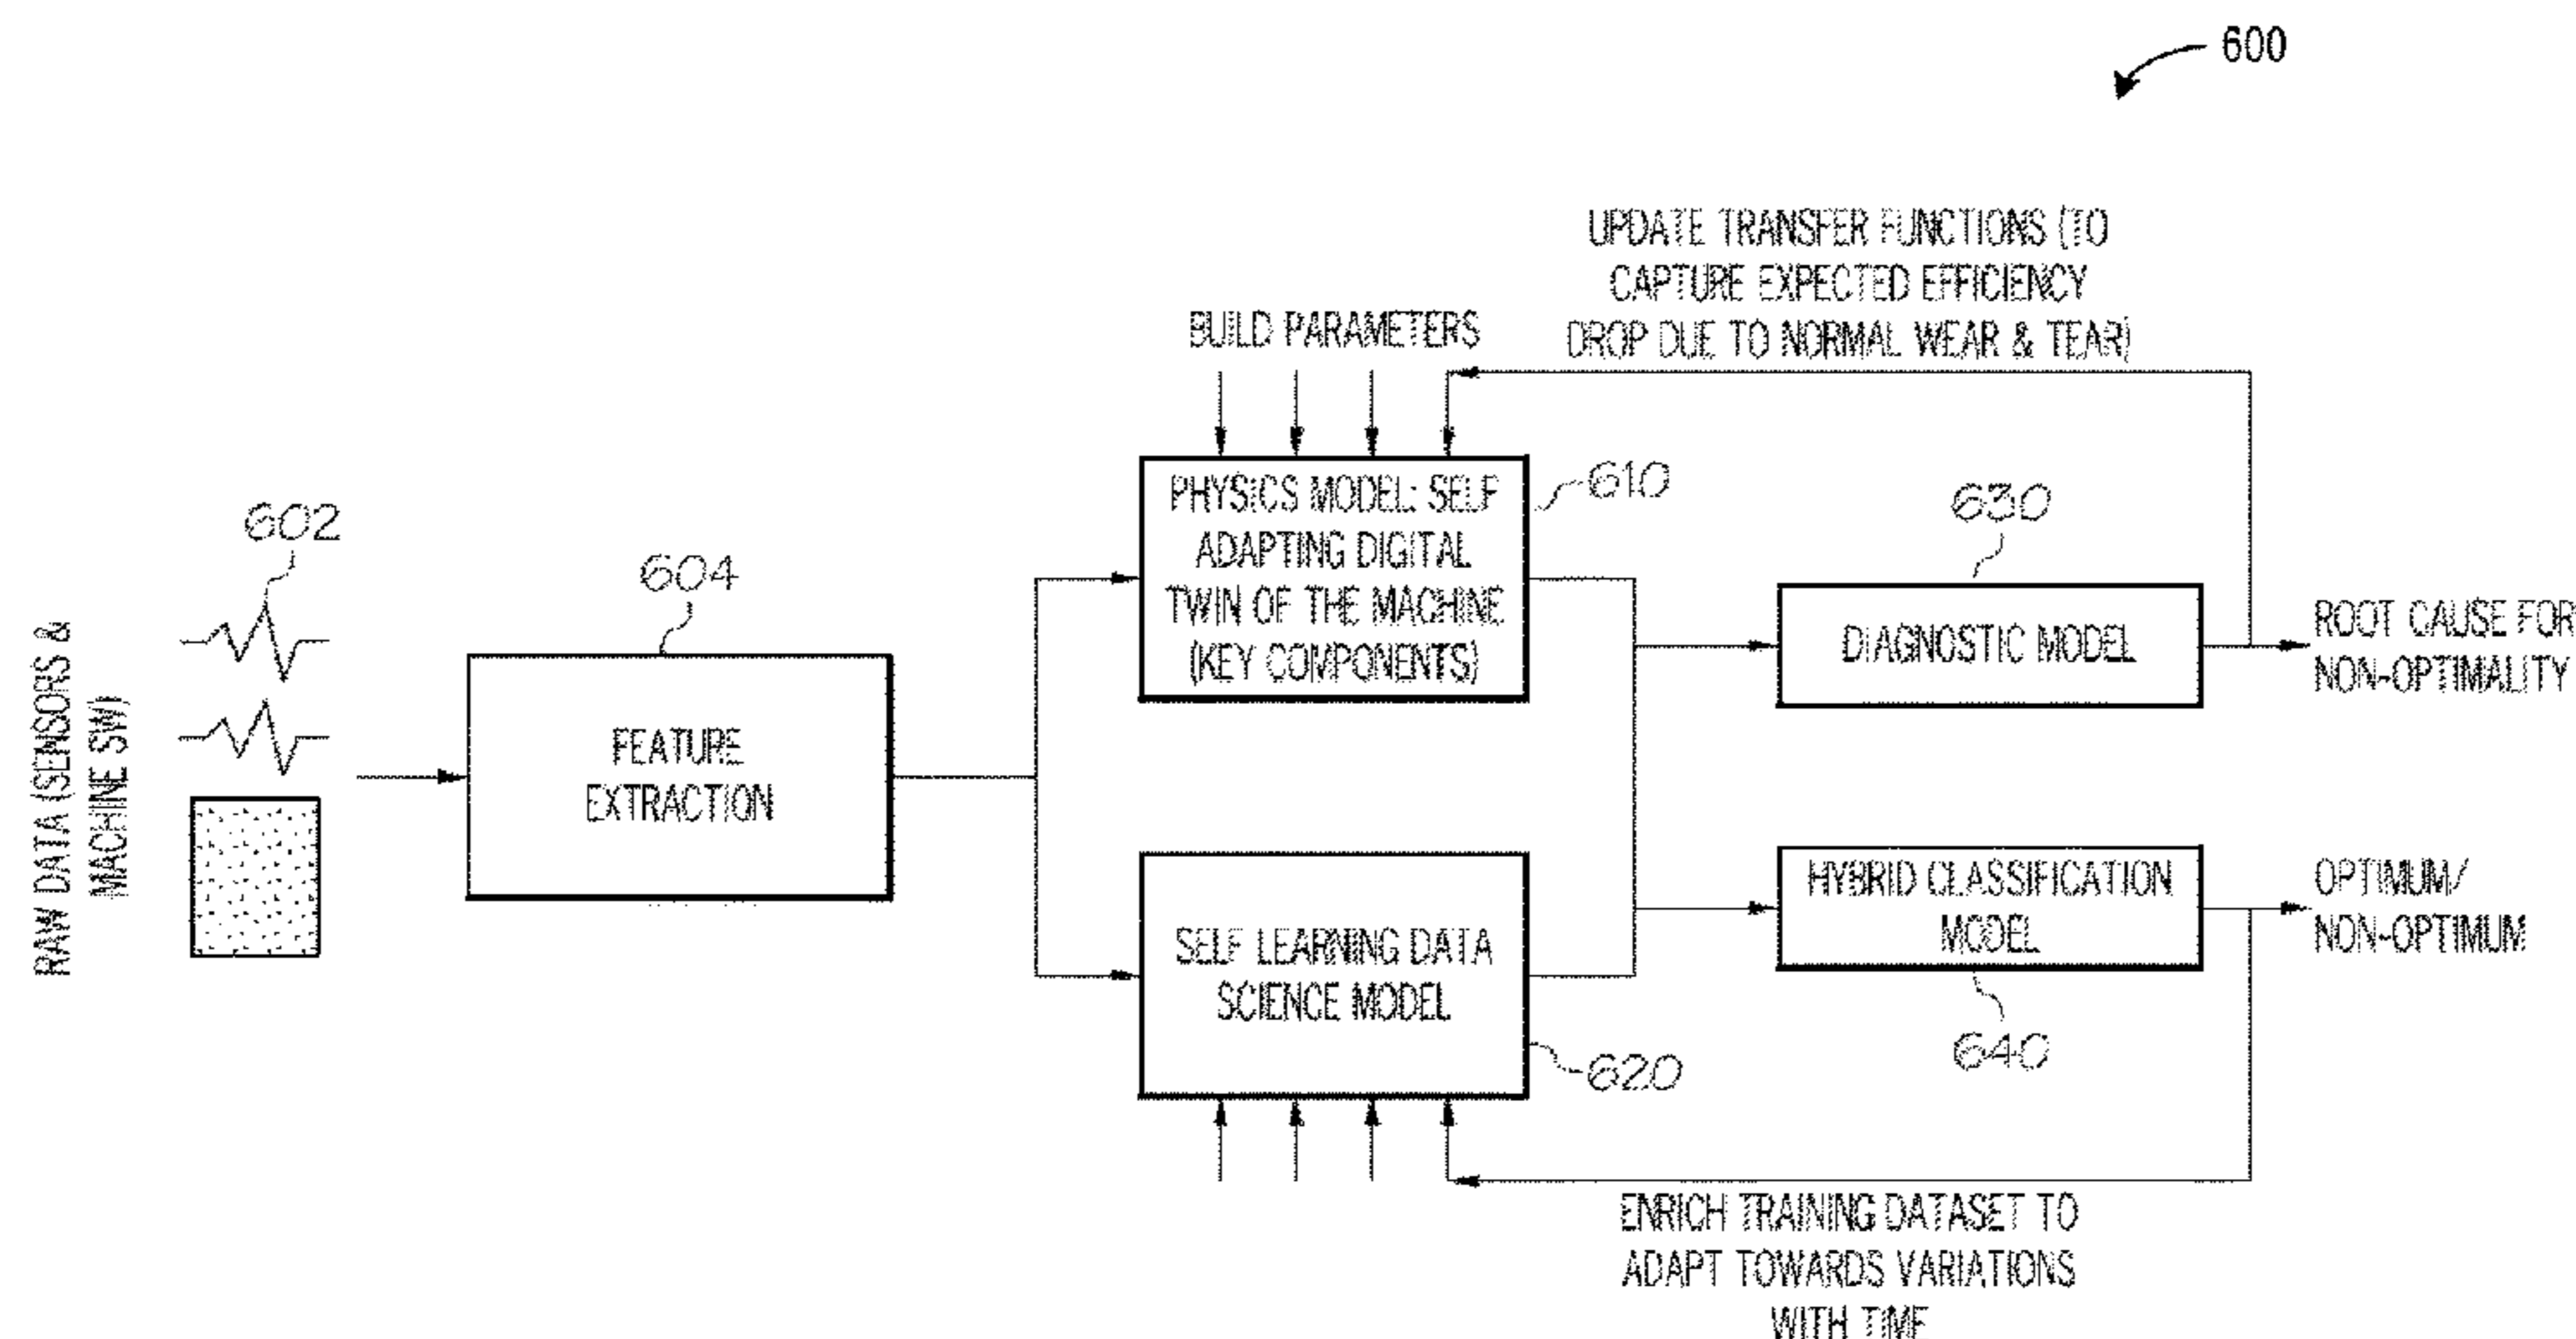 600
UPDATE TRANSFER FUNCTIONS (TO
CAPTURE EXPECTED EFFICIENCY
DROP DUE TO NORMAL WEAR & TEAR)
BUILD PARAMETERS
RAW DATA (SENSORS &
MACHINE SW)
602
604
FEATURE
EXTRACTION
PHYSICS MODEL: SELF
ADAPTING DIGITAL
TWIN OF THE MACHINE
(KEY COMPONENTS)
610
630
DIAGNOSTIC MODEL
ROOT CAUSE FOR
NON-OPTIMALITY
SELF LEARNING DATA
SCIENCE MODEL
620
HYBRID CLASSIFICATION
MODEL
640
OPTIMUM/
NON-OPTIMUM
ENRICH TRAINING DATASET TO
ADAPT TOWARDS VARIATIONS
WITH TIME